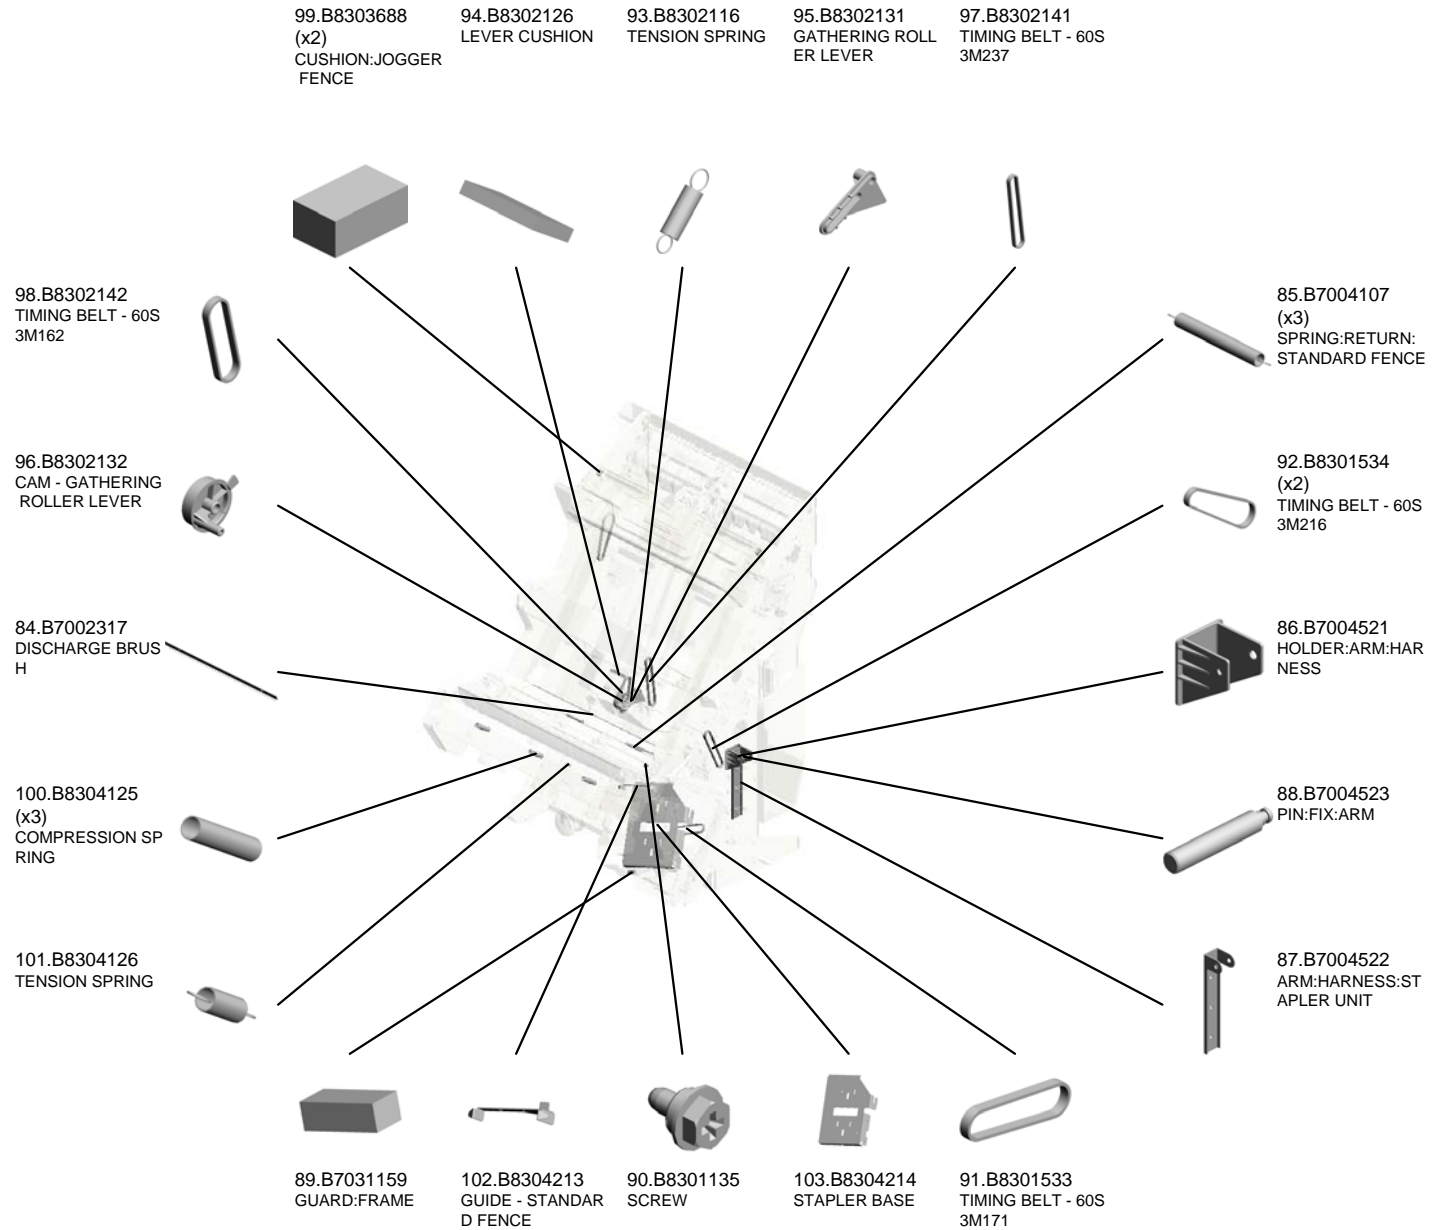 99.B8303688
(x2)
CUSHION:JOGGER
FENCE
94.B8302126
LEVER CUSHION
93.B8302116
TENSION SPRING
95.B8302131
GATHERING ROLL
ER LEVER
97.B8302141
TIMING BELT - 60S
3M237
98.B8302142
TIMING BELT - 60S
3M162
85.B7004107
(x3)
SPRING:RETURN:
STANDARD FENCE
96.B8302132
CAM - GATHERING
ROLLER LEVER
92.B8301534
(x2)
TIMING BELT - 60S
3M216
84.B7002317
DISCHARGE BRUS
H
86.B7004521
HOLDER:ARM:HAR
NESS
100.B8304125
(x3)
COMPRESSION SP
RING
88.B7004523
PIN:FIX:ARM
101.B8304126
TENSION SPRING
87.B7004522
ARM:HARNESS:ST
APLER UNIT
89.B7031159
GUARD:FRAME
102.B8304213
GUIDE - STANDAR
D FENCE
90.B8301135
SCREW
103.B8304214
STAPLER BASE
91.B8301533
TIMING BELT - 60S
3M171